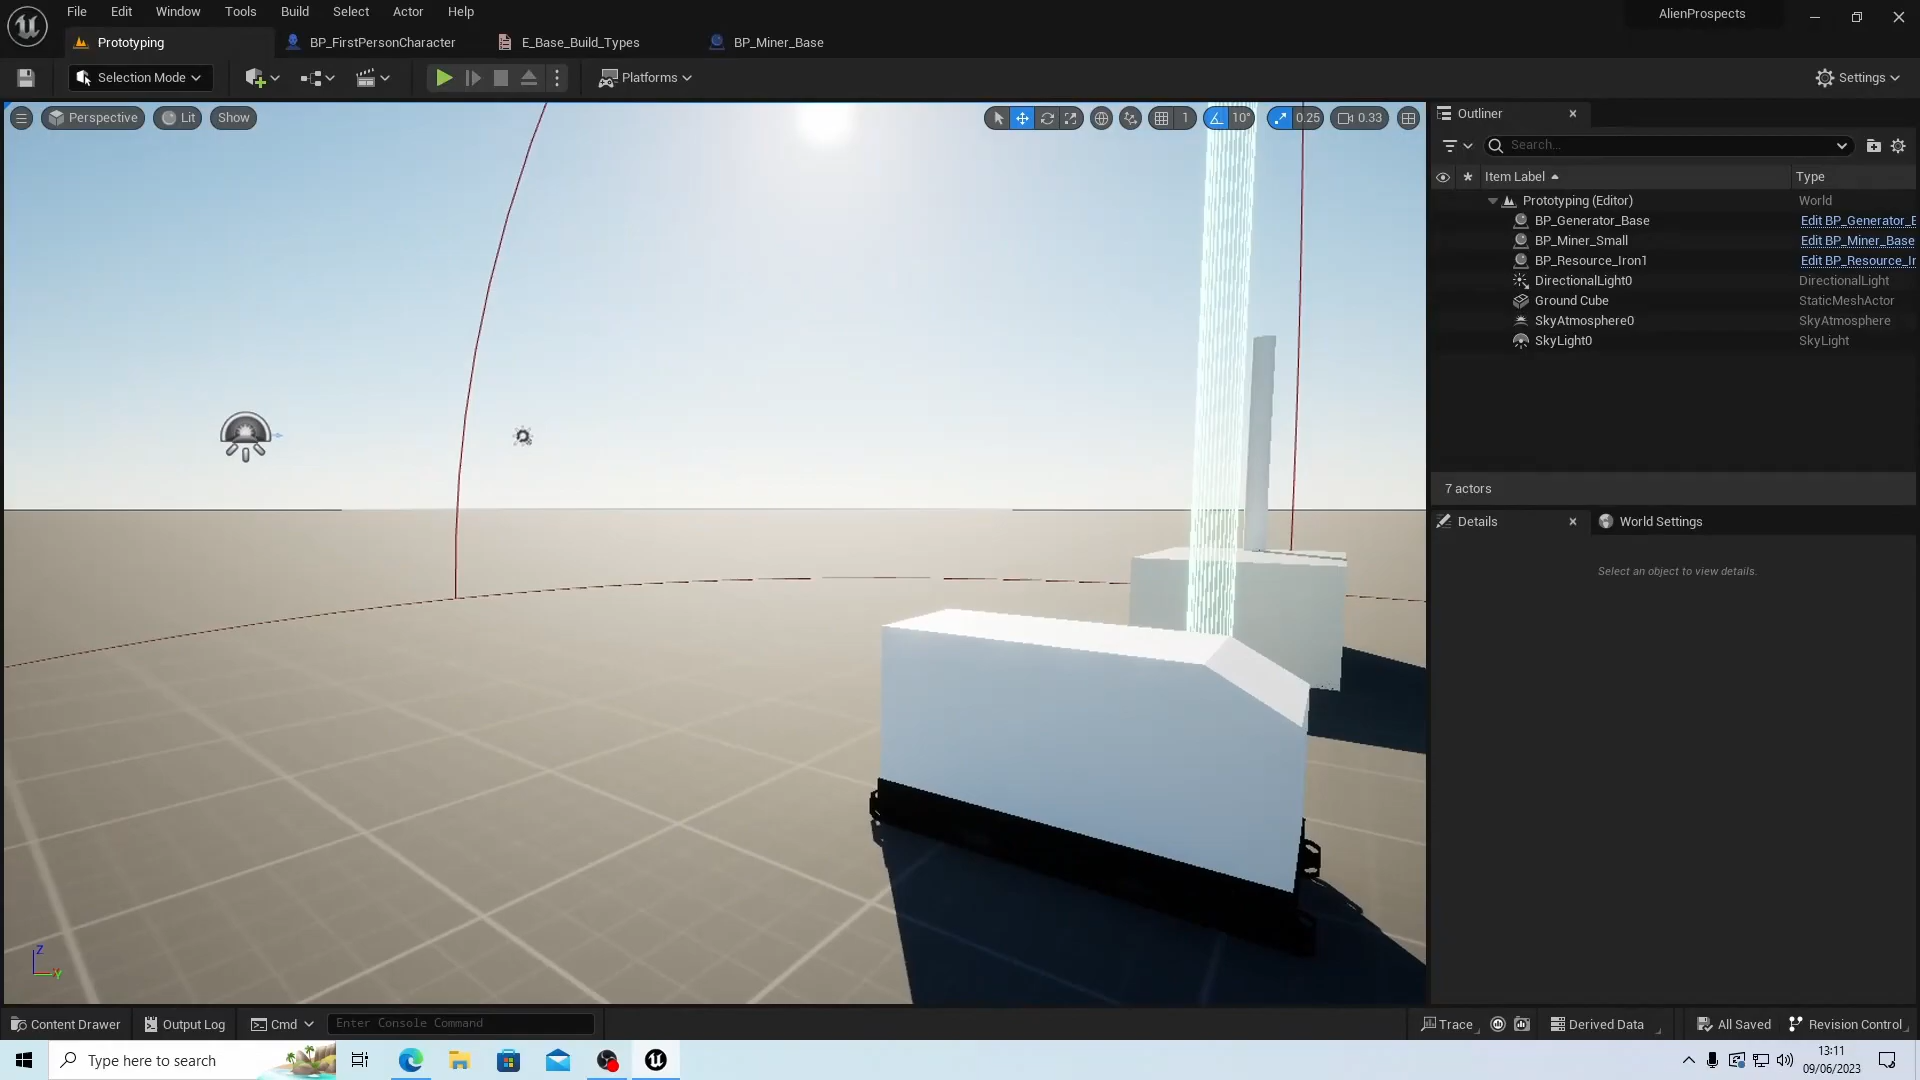 File Edit Window Tools Build Select Actor Help
AlienProspects
Prototyping BP_FirstPersonCharacter E_Base_Build_Types BP_Miner_Base
Selection Mode Platforms Settings
Perspective Lit Show 1 10° 0.25 0.33
Outliner
Search...
Item Label Type
Prototyping (Editor) World
BP_Generator_Base Edit BP_Generator_E
BP_Miner_Small Edit BP_Miner_Base
BP_Resource_Iron1 Edit BP_Resource_Ir
DirectionalLight0 DirectionalLight
Ground Cube StaticMeshActor
SkyAtmosphere0 SkyAtmosphere
SkyLight0 SkyLight
7 actors
Details World Settings
Select an object to view details.
Z
Y
Content Drawer Output Log Cmd Enter Console Command Trace Derived Data All Saved Revision Control
Type here to search
13:11
09/06/2023